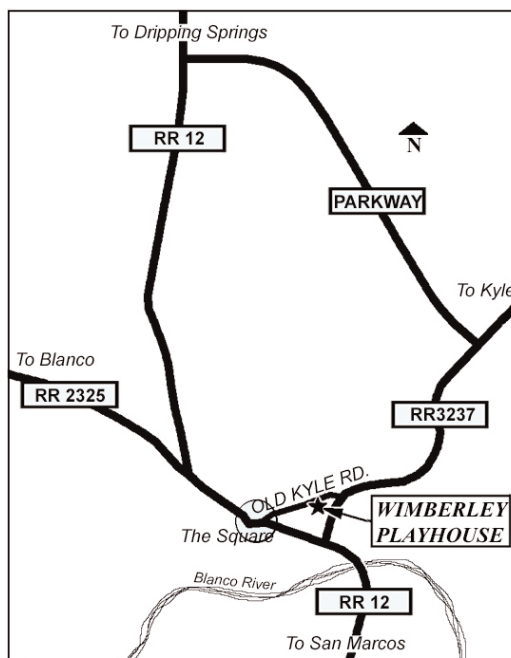 To Dripping Springs
RR 12
N
PARKWAY
To Kyle
To Blanco
RR 2325
RR3237
OLD KYLE RD.
WIMBERLEY
PLAYHOUSE
The Square
Blanco River
RR 12
To San Marcos